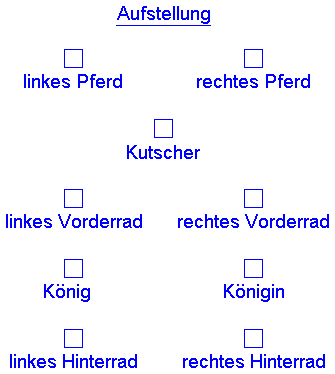 Aufstellung
linkes Pferd rechtes Pferd
Kutscher
linkes Vorderrad rechtes Vorderrad
König Königin
linkes Hinterrad rechtes Hinterrad